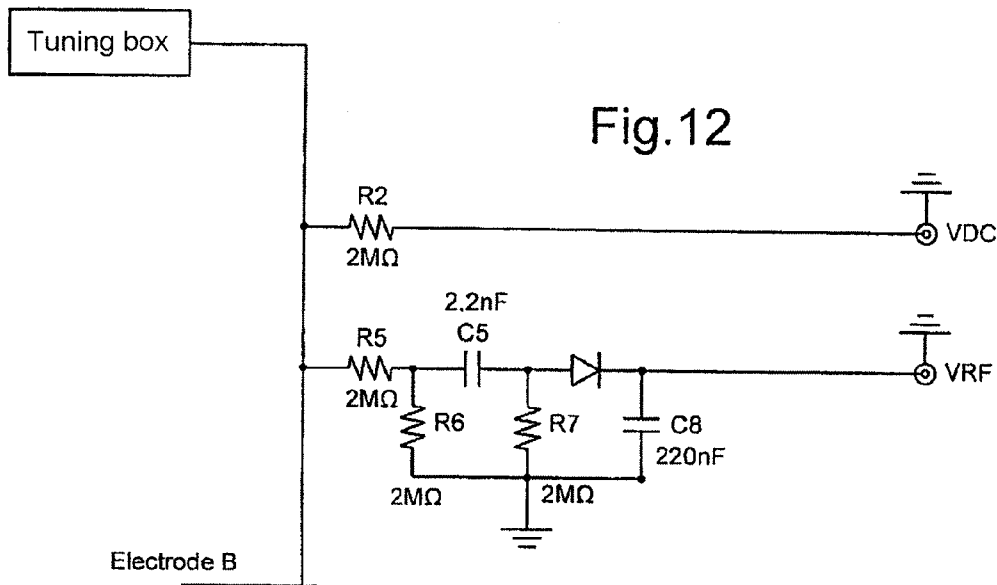 Tuning box
Fig.12
R2
2MΩ
VDC
2.2nF
C5
R5
2MΩ
VRF
R6
R7
C8
220nF
2MΩ
2MΩ
Electrode B